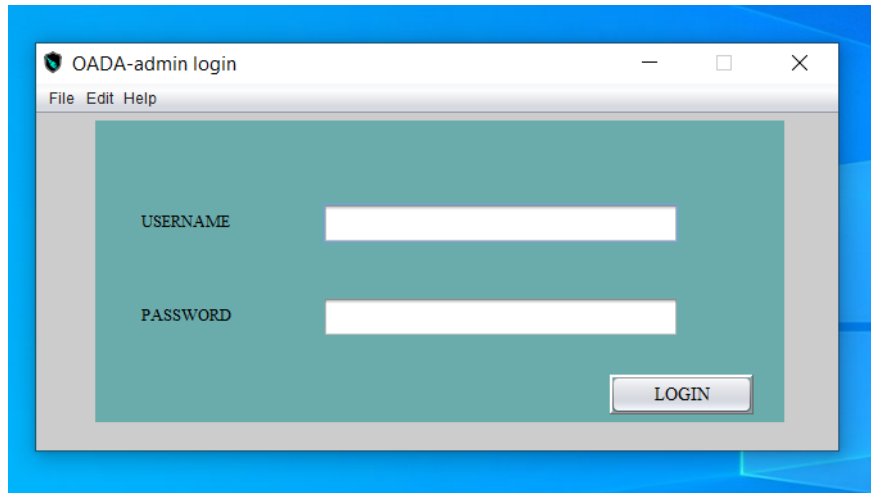 OADA-admin login
File Edit Help
USERNAME
PASSWORD
LOGIN